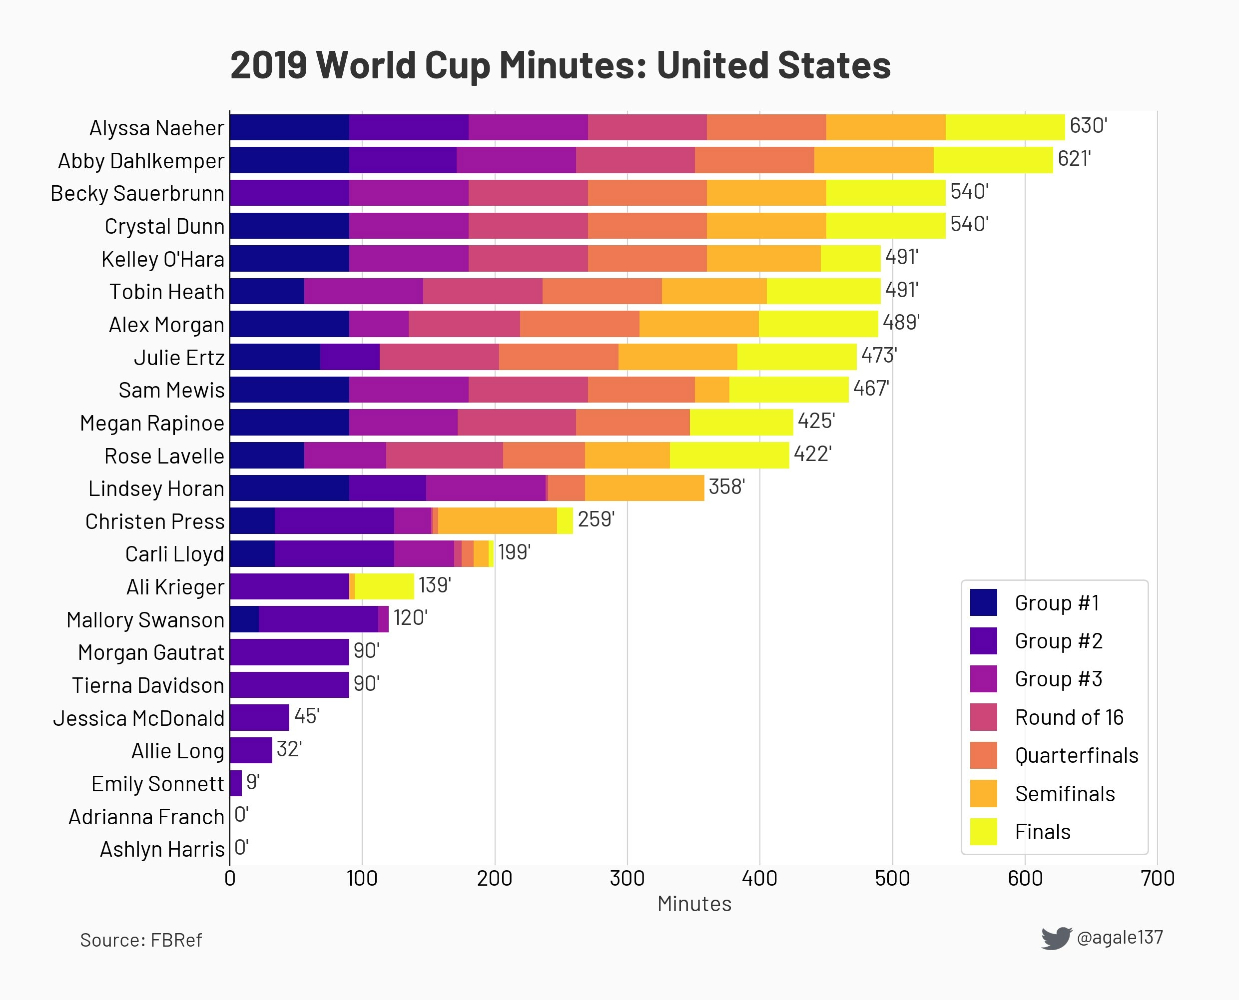 2019 World Cup Minutes: United States
Alyssa Naeher 630'
Abby Dahlkemper 621'
Becky Sauerbrunn 540'
Crystal Dunn 540'
Kelley O'Hara 491'
Tobin Heath 491'
Alex Morgan 489'
Julie Ertz 473'
Sam Mewis 467'
Megan Rapinoe 425'
Rose Lavelle 422'
Lindsey Horan 358'
Christen Press 259'
Carli Lloyd 199'
Ali Krieger 139'
Mallory Swanson 120'
Morgan Gautrat 90'
Tierna Davidson 90'
Jessica McDonald 45'
Allie Long 32'
Emily Sonnett 9'
Adrianna Franch 0'
Ashlyn Harris 0'
Group #1
Group #2
Group #3
Round of 16
Quarterfinals
Semifinals
Finals
0 100 200 300 400 500 600 700
Minutes
Source: FBRef
@agale137